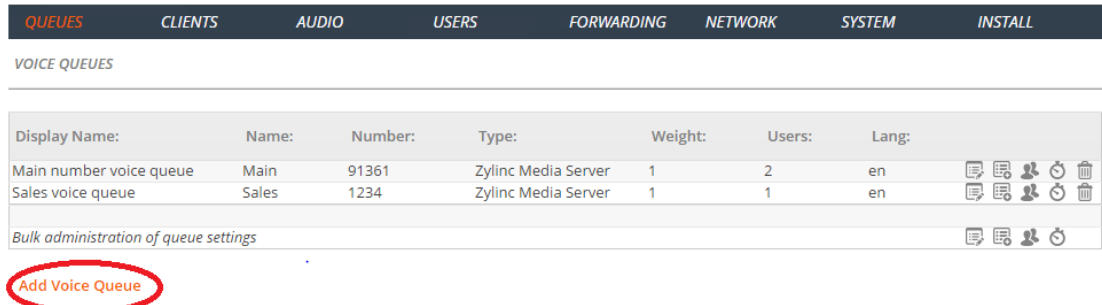 QUEUES CLIENTS AUDIO USERS FORWARDING NETWORK SYSTEM INSTALL
VOICE QUEUES
Display Name: Name: Number: Type: Weight: Users: Lang:
Main number voice queue Main 91361 Zylinc Media Server 1 2 en
Sales voice queue Sales 1234 Zylinc Media Server 1 1 en
Bulk administration of queue settings
Add Voice Queue